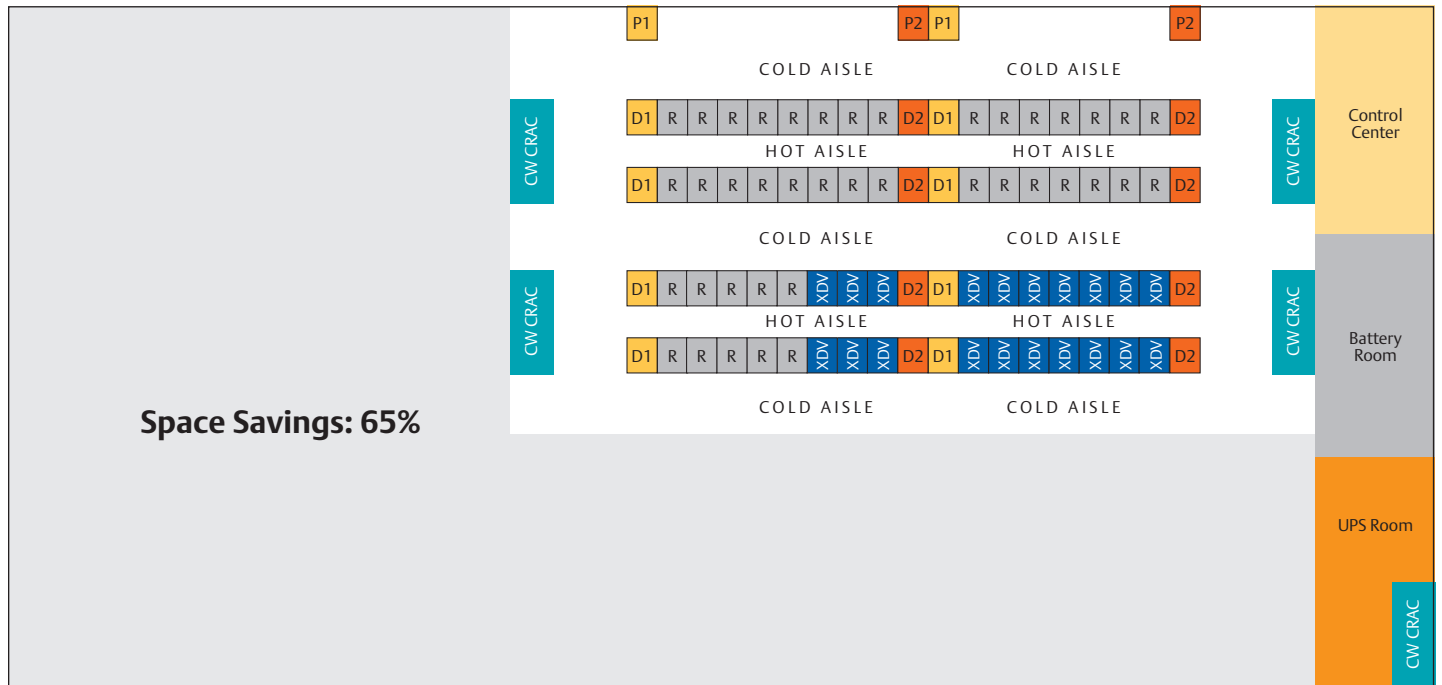 P1 P2 P1 P2
COLD AISLE COLD AISLE
D1 R R R R R R R R D2 D1 R R R R R R R D2
HOT AISLE HOT AISLE
D1 R R R R R R R R D2 D1 R R R R R R R D2
CW CRAC
CW CRAC
Control
Center
COLD AISLE COLD AISLE
D1 R R R R R XDV XDV XDV D2 D1 XDV XDV XDV XDV XDV XDV XDV D2
HOT AISLE HOT AISLE
D1 R R R R R XDV XDV XDV D2 D1 XDV XDV XDV XDV XDV XDV XDV D2
CW CRAC
CW CRAC
Battery
Room
COLD AISLE COLD AISLE
Space Savings: 65%
UPS Room
CW CRAC